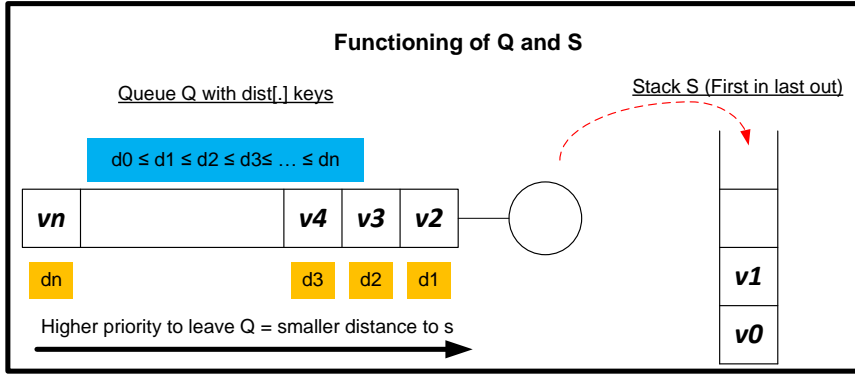 Functioning of Q and S
Queue Q with dist[.] keys
Stack S (First in last out)
d0 ≤ d1 ≤ d2 ≤ d3≤ … ≤ dn
vn v4 v3 v2
dn d3 d2 d1
v1
v0
Higher priority to leave Q = smaller distance to s